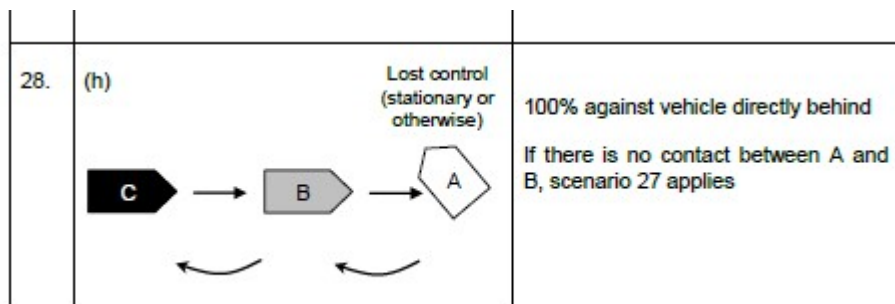 28.
(h)
Lost control
(stationary or
otherwise)
C
B
A
100% against vehicle directly behind
If there is no contact between A and
B, scenario 27 applies